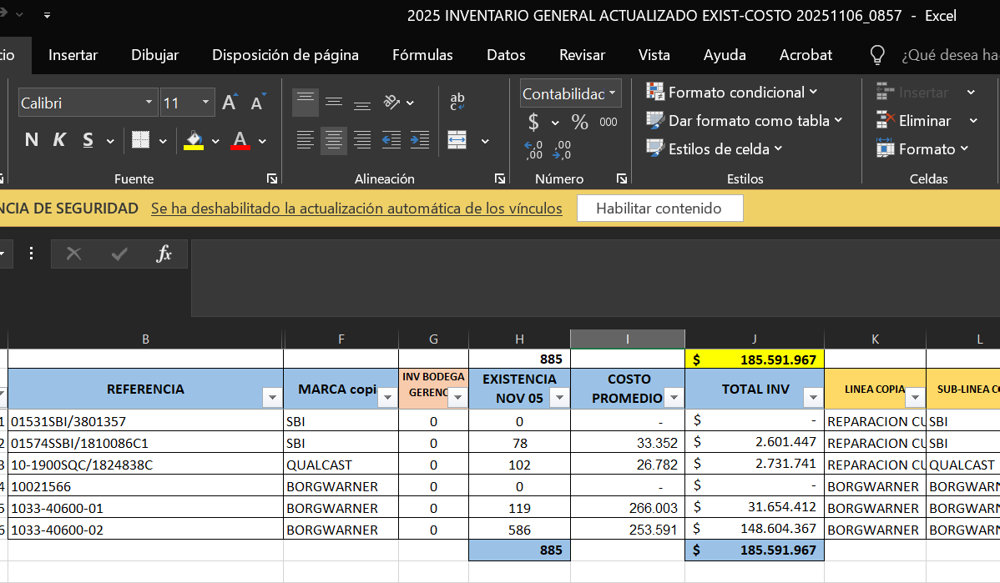 2025 INVENTARIO GENERAL ACTUALIZADO EXIST-COSTO 20251106_0857 - Excel
cio Insertar Dibujar Disposición de página Fórmulas Datos Revisar Vista Ayuda Acrobat ¿Qué desea ha
Calibri 11 A A ab c Contabilidac Formato condicional Insertar
N K S A $ % 000 Dar formato como tabla Eliminar
,0 ,00 ,00 ,0 Estilos de celda Formato
Fuente Alineación Número Estilos Celdas
NCIA DE SEGURIDAD Se ha deshabilitado la actualización automática de los vínculos Habilitar contenido
fx
B F G H I J K L
885 $ 185.591.967
REFERENCIA MARCA copi INV BODEGA GERENC EXISTENCIA NOV 05 COSTO PROMEDIO TOTAL INV LINEA COPIA SUB-LINEA CO
1 01531SBI/3801357 SBI 0 0 - $ - REPARACION CU SBI
2 01574SSBI/1810086C1 SBI 0 78 33.352 $ 2.601.447 REPARACION CU SBI
3 10-1900SQC/1824838C QUALCAST 0 102 26.782 $ 2.731.741 REPARACION CU QUALCAST
4 10021566 BORGWARNER 0 0 - $ - BORGWARNER BORGWARN
5 1033-40600-01 BORGWARNER 0 119 266.003 $ 31.654.412 BORGWARNER BORGWARN
6 1033-40600-02 BORGWARNER 0 586 253.591 $ 148.604.367 BORGWARNER BORGWARN
885 $ 185.591.967